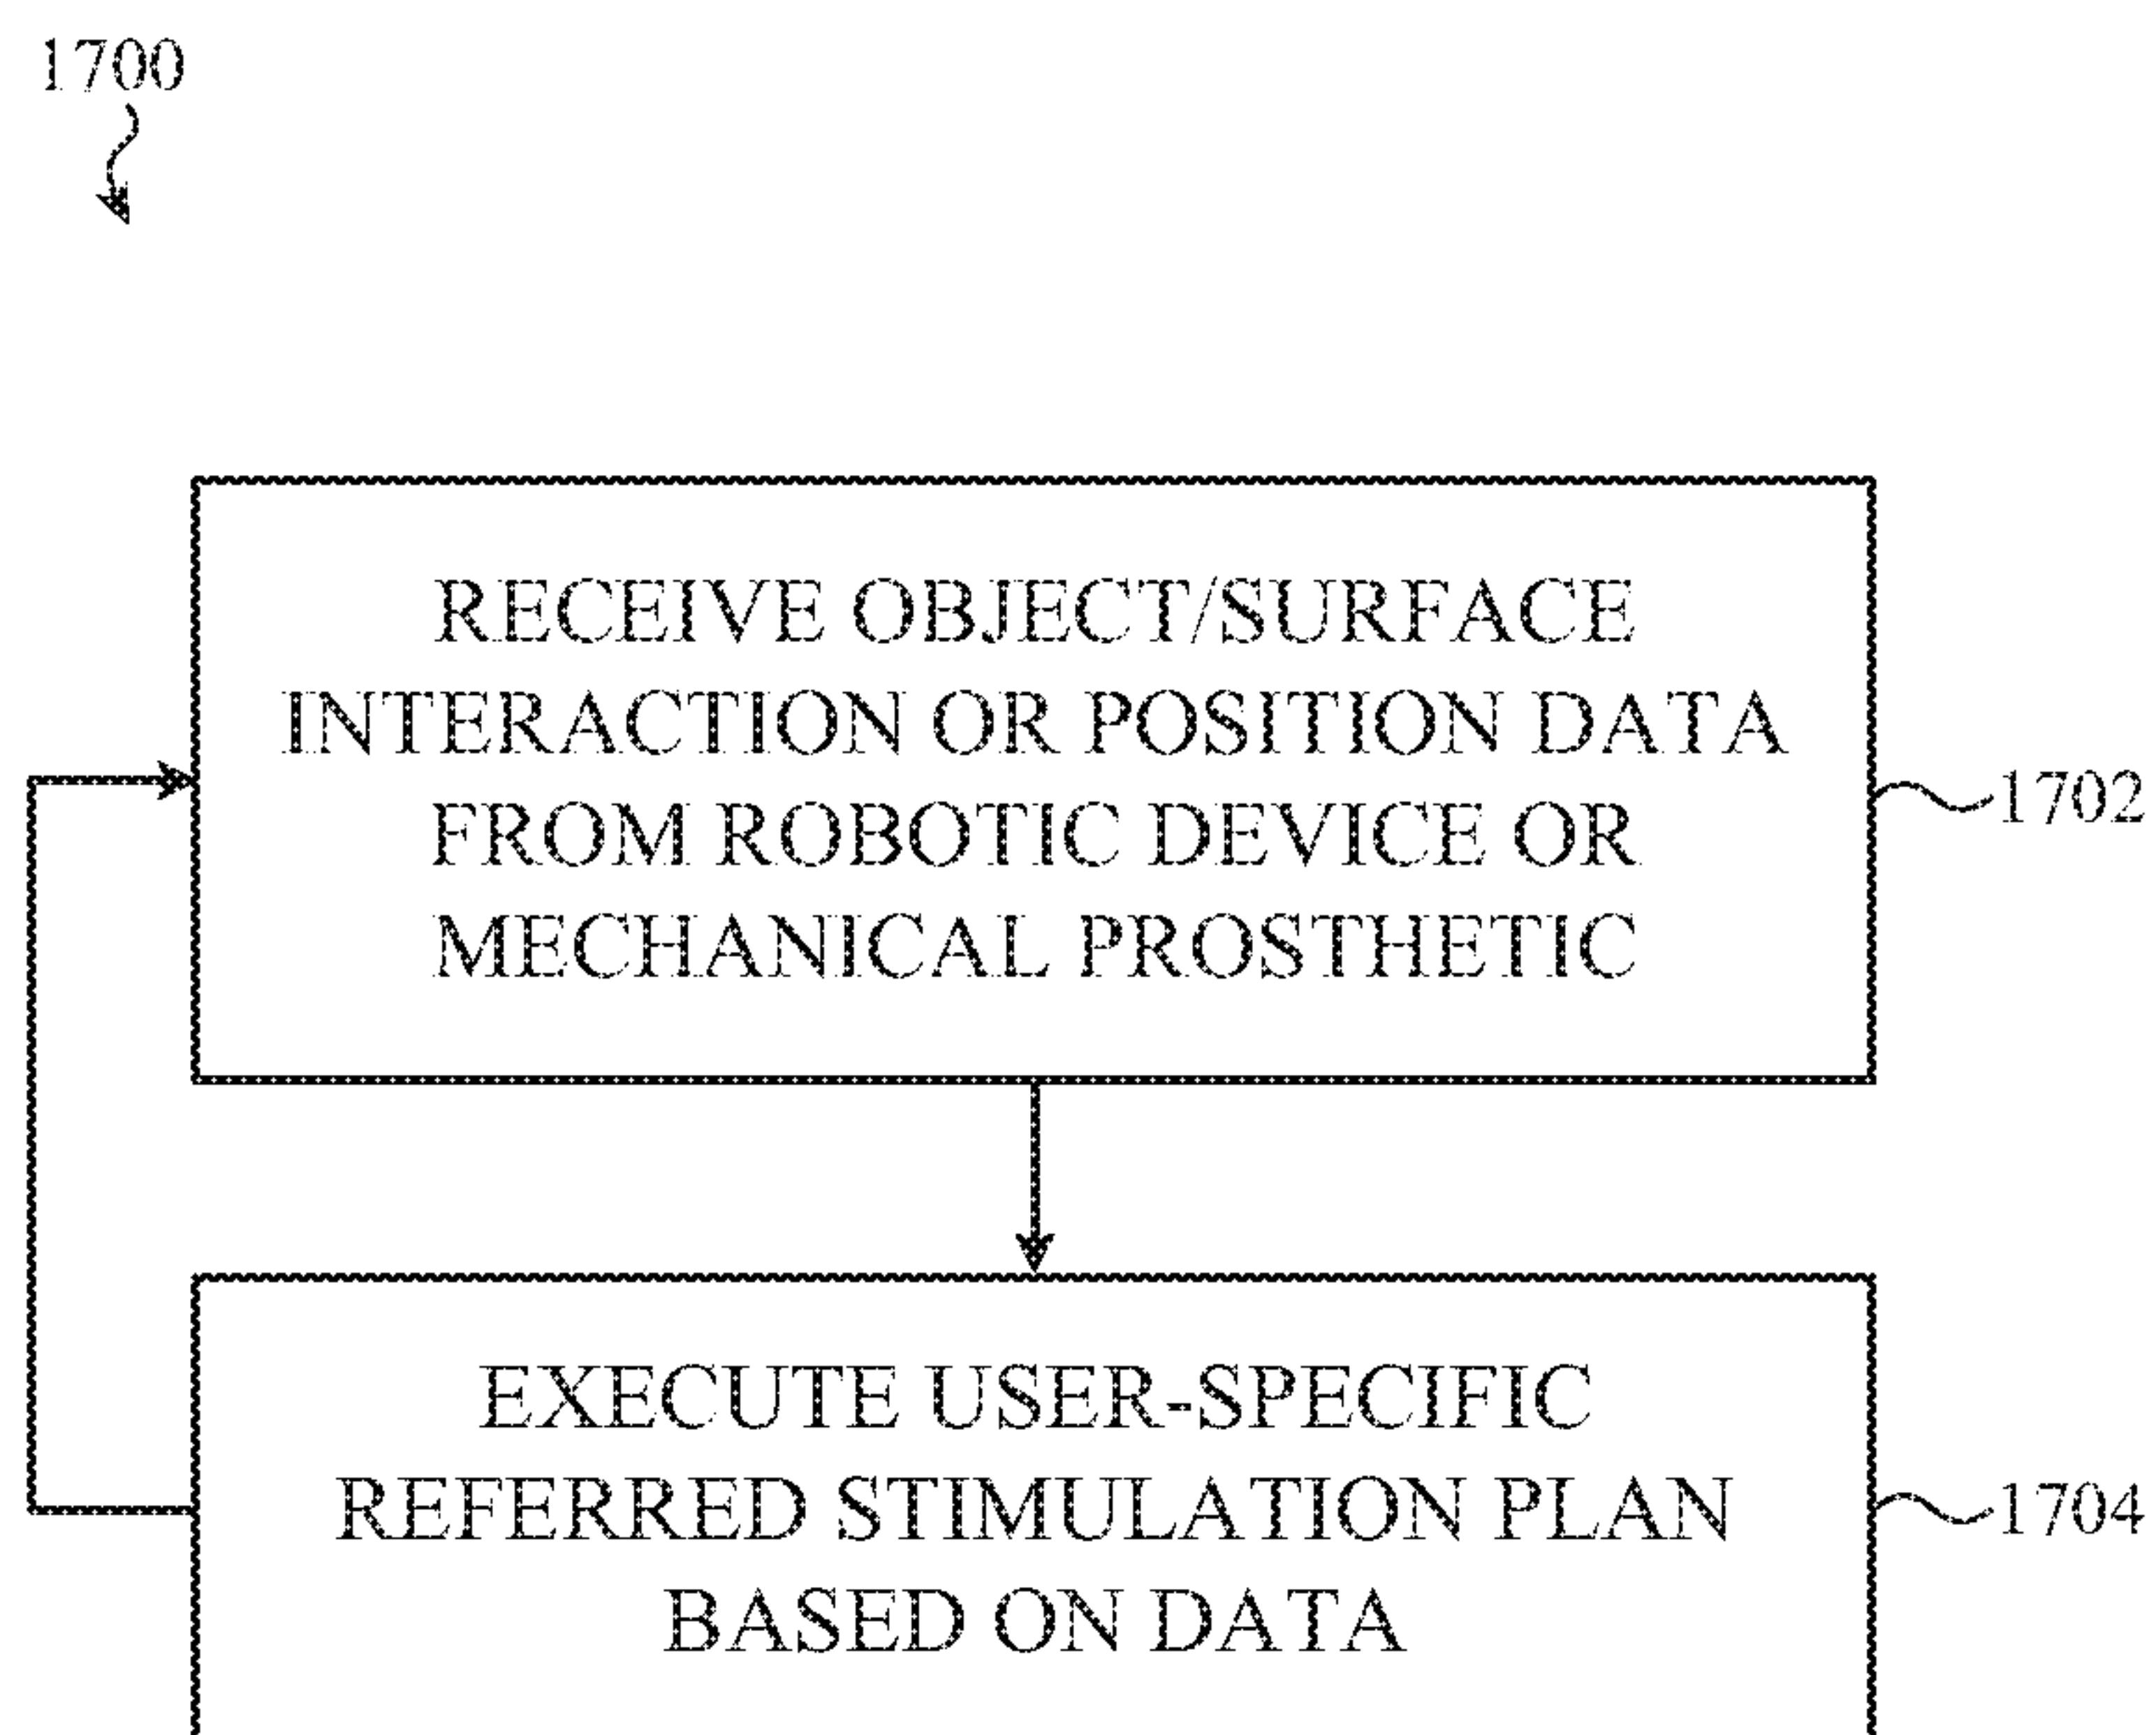 1700
RECEIVE OBJECT/SURFACE
INTERACTION OR POSITION DATA
FROM ROBOTIC DEVICE OR
MECHANICAL PROSTHETIC
1702
EXECUTE USER-SPECIFIC
REFERRED STIMULATION PLAN
BASED ON DATA
1704